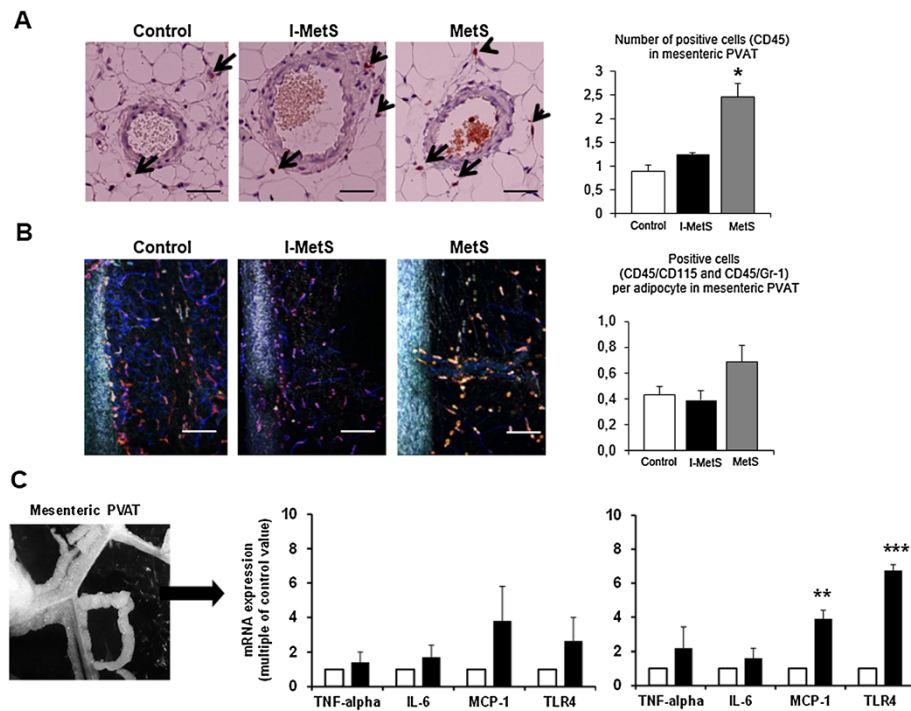 A
Control
I-MetS
MetS
Number of positive cells (CD45)
in mesenteric PVAT
3
2,5
2
1,5
1
0,5
0
*
Control
I-MetS
MetS
B
Control
I-MetS
MetS
Positive cells
(CD45/CD115 and CD45/Gr-1)
per adipocyte in mesenteric PVAT
1,0
0,8
0,6
0,4
0,2
0,0
Control
I-MetS
MetS
C
Mesenteric PVAT
mRNA expression
(multiple of control value)
10
8
6
4
2
0
TNF-alpha
IL-6
MCP-1
TLR4
10
8
6
4
2
0
**
***
TNF-alpha
IL-6
MCP-1
TLR4